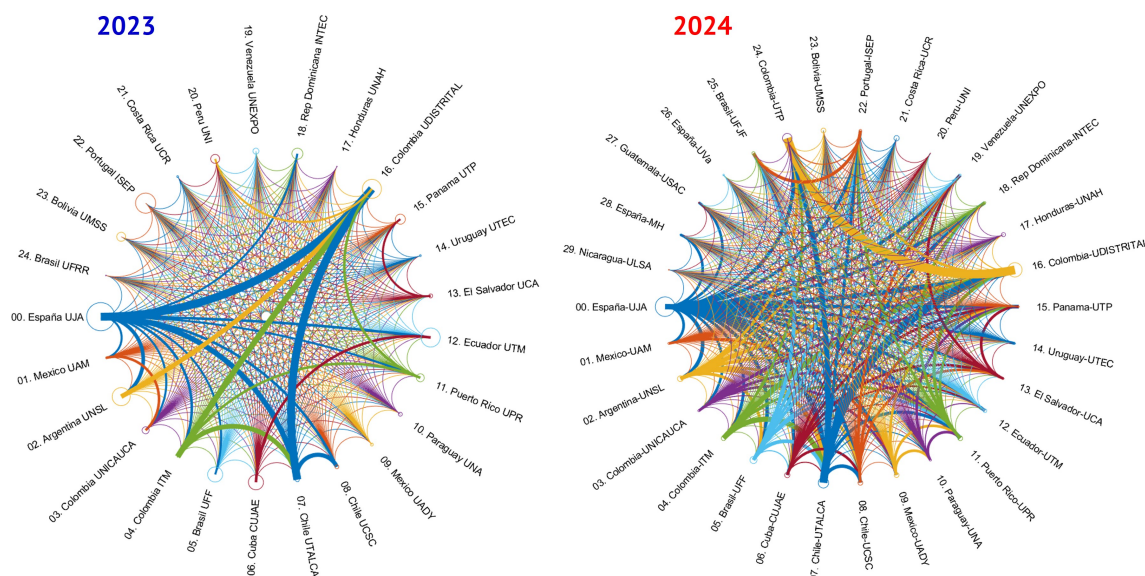 2023
00. España UJA
01. Mexico UAM
02. Argentina UNSL
03. Colombia UNICAUCA
04. Colombia ITM
05. Brasil UFF
06. Cuba CUJAE
07. Chile UTALCA
08. Chile UCSC
09. Mexico UADY
10. Paraguay UNA
11. Puerto Rico UPR
12. Ecuador UTM
13. El Salvador UCA
14. Uruguay UTEC
15. Panama UTP
16. Colombia UDISTRITAL
17. Honduras UNAH
18. Rep Dominicana INTEC
19. Venezuela UNEXPO
20. Peru UNI
21. Costa Rica UCR
22. Portugal ISEP
23. Bolivia UMSS
24. Brasil UFRR
2024
00. España-UJA
01. Mexico-UAM
02. Argentina-UNSL
03. Colombia-UNICAUCA
04. Colombia-ITM
05. Brasil-UFF
06. Cuba-CUJAE
07. Chile-UTALCA
08. Chile-UCSC
09. Mexico-UADY
10. Paraguay-UNA
11. Puerto Rico-UPR
12. Ecuador-UTM
13. El Salvador-UCA
14. Uruguay-UTEC
15. Panama-UTP
16. Colombia-UDISTRITAL
17. Honduras-UNAH
18. Rep Dominicana-INTEC
19. Venezuela-UNEXPO
20. Peru-UNI
21. Costa Rica-UCR
22. Portugal-ISEP
23. Bolivia-UMSS
24. Colombia-UTP
25. Brasil-UFJF
26. España-UVa
27. Guatemala-USAC
28. España-MH
29. Nicaragua-ULSA